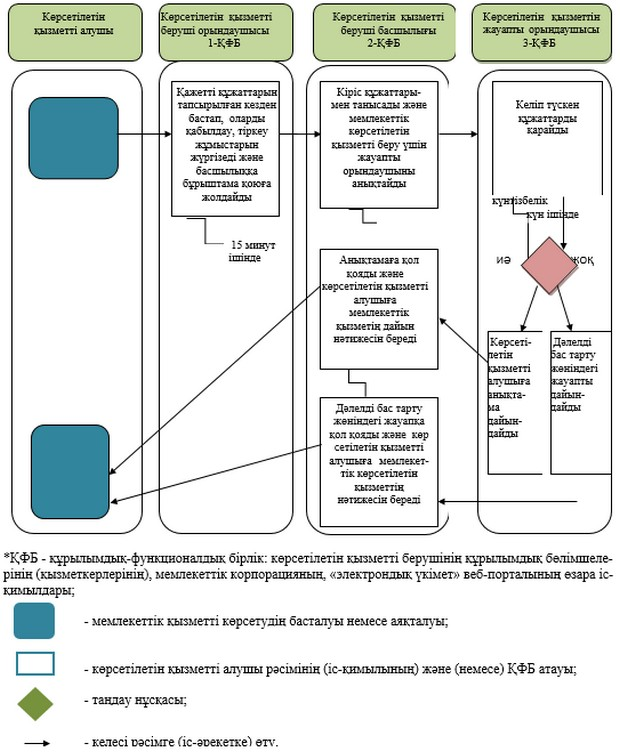 Көрсетілетін
қызметті алушы
Көрсетілетін қызметті
беруші орындаушысы
1-ҚФБ
Көрсетілетін қызметті
беруші басшылығы
2-ҚФБ
Көрсетілетін қызметтің
жауапты орындаушысы
3-ҚФБ
Қажетті құжаттарын
тапсырылған кезден
бастап, оларды
қабылдау, тіркеу
жұмыстарын
жүргізеді және
басшылыққа
бұрыштама қоюға
жолдайды
15 минут
ішінде
Кіріс құжаттары-
мен танысады және
мемлекеттік
көрсетілетін
қызметті беру үшін
жауапты
орындаушыны
анықтайды
Келіп түскен
құжаттарды
қарайды
күнтізбелік
күн ішінде
иә
жоқ
Анықтамаға қол
қояды және
көрсетілетін қызметті
алушыға
мемлекеттік
қызметің дайын
нәтижесін береді
Көрсеті-
летін
қызметті
алушыға
анықта-
ма
дайын-
дайды
Дәлелді
бас тарту
жөніндегі
жауапты
дайын-
дайды
Дәлелді бас тарту
жөніндегі жауапқа
қол қояды және көр
сетілетін қызметті
алушыға мемлекет-
тік көрсетілетін
қызметтің
нәтижесін береді
*ҚФБ - құрылымдық-функционалдық бірлік: көрсетілетін қызметті берушінің құрылымдық бөлімшеле-
рінің (қызметкерлерінің), мемлекеттік корпорациянын, «электрондық үкімет» веб-порталының өзара іс-
қимылдары;
- мемлекеттік қызметті көрсетудің басталуы немесе аяқталуы;
- көрсетілетін қызметті алушы рәсімінің (іс-қимылының) және (немесе) ҚФБ атауы;
- таңдау нұсқасы;
- келесі рәсімге (іс-әрекетке) өту.